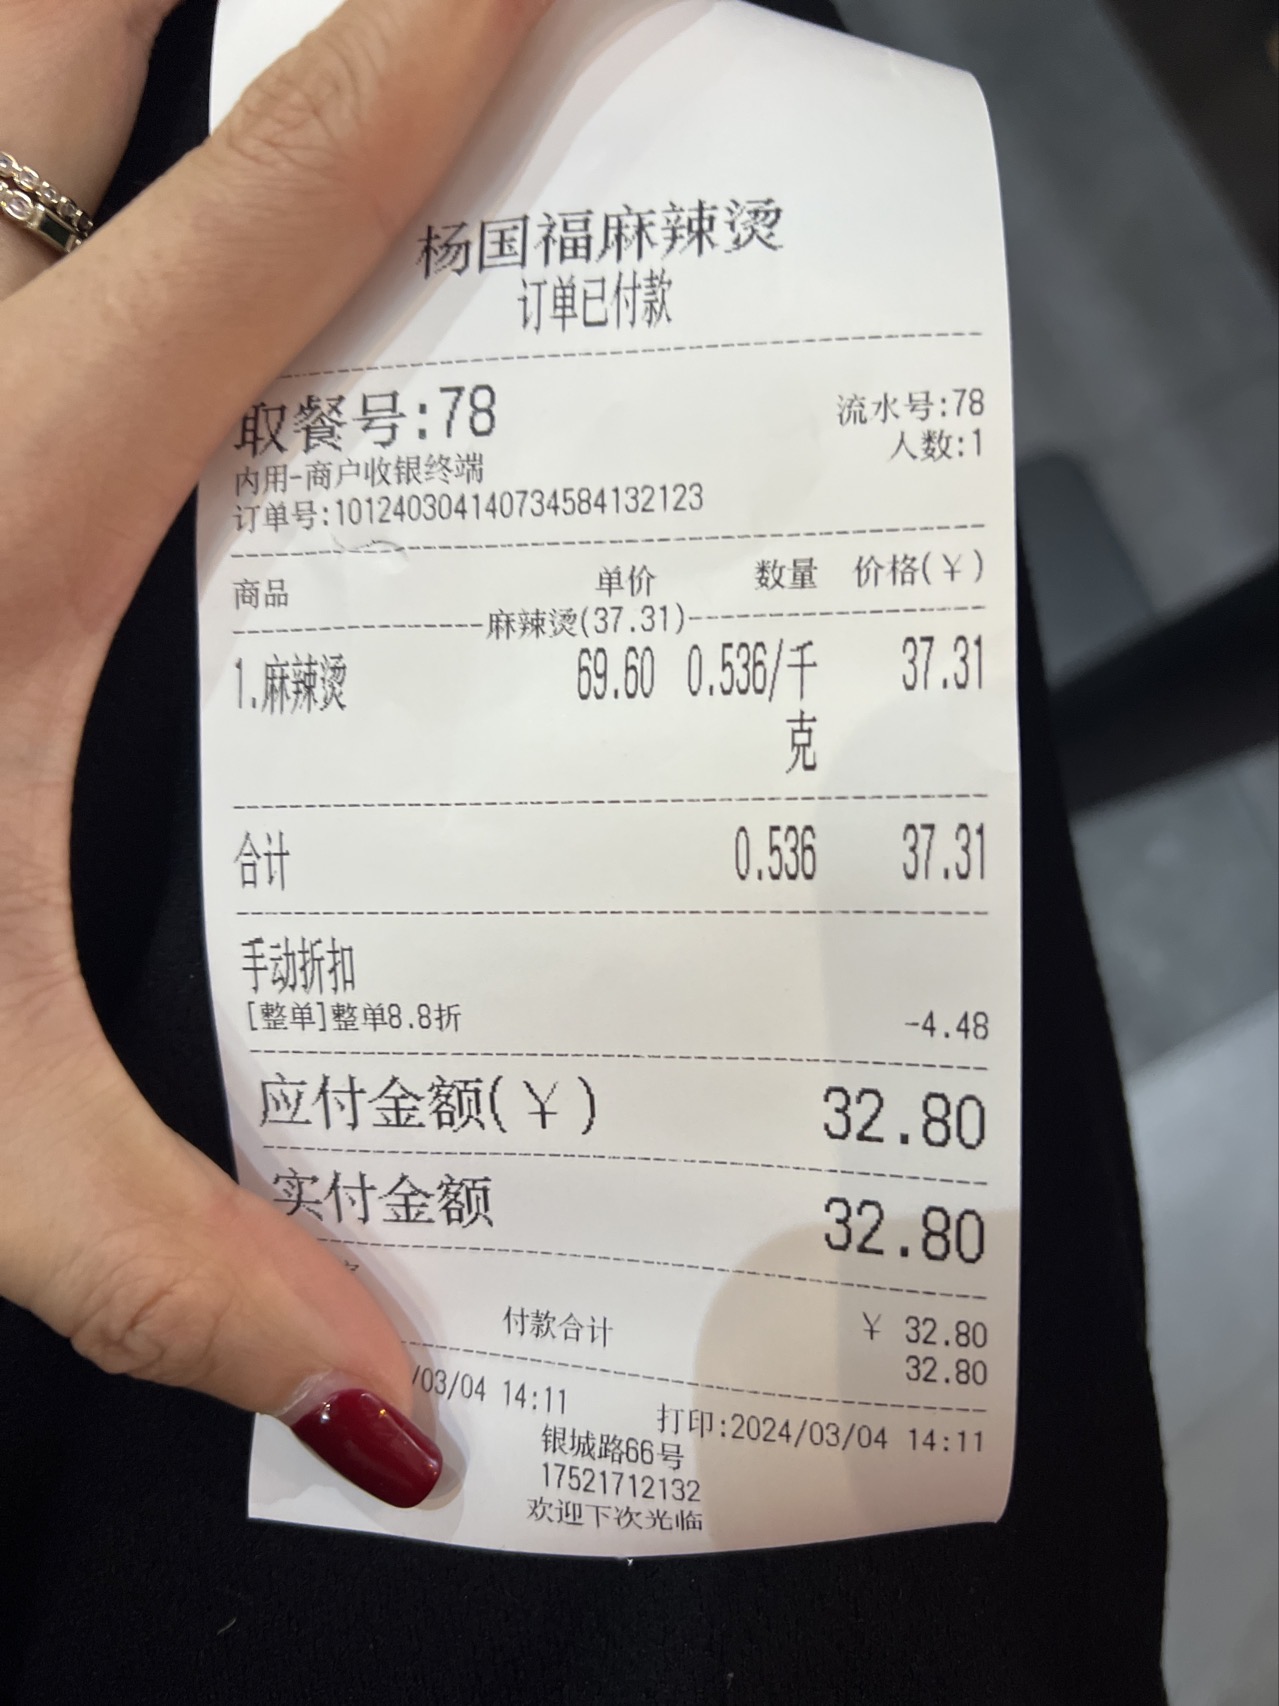 杨国福麻辣烫
订单已付款
取餐号:78
流水号:78
人数:1
内用-商户收银终端
订单号:101240304140734584132123
商品 单价 数量 价格(¥)
麻辣烫(37.31)
1.麻辣烫 69.60 0.536/千克 37.31
合计 0.536 37.31
手动折扣
[整单]整单8.8折 -4.48
应付金额(¥) 32.80
实付金额 32.80
付款合计 ¥ 32.80
32.80
/03/04 14:11
打印:2024/03/04 14:11
银城路66号
17521712132
欢迎下次光临